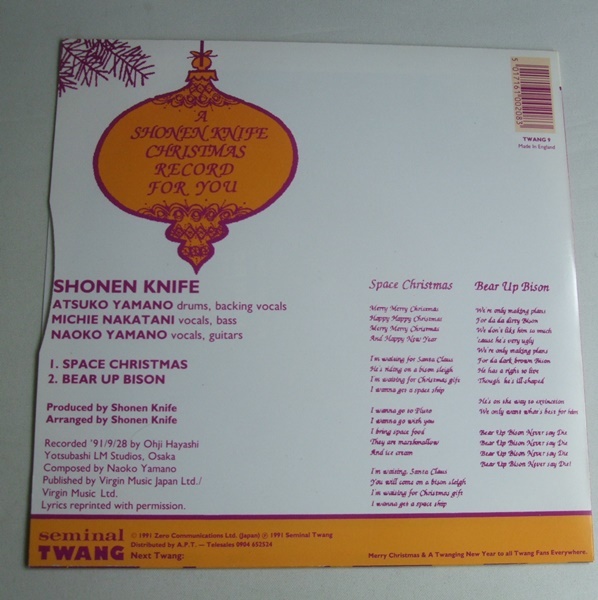 A
SHONEN KNIFE
CHRISTMAS
RECORD
FOR YOU
5 017161 002083
TWANG 9
Made In England
SHONEN KNIFE
ATSUKO YAMANO drums, backing vocals
MICHIE NAKATANI vocals, bass
NAOKO YAMANO vocals, guitars
1. SPACE CHRISTMAS
2. BEAR UP BISON
Produced by Shonen Knife
Arranged by Shonen Knife
Recorded '91/9/28 by Ohji Hayashi
Yotsubashi LM Studios, Osaka
Composed by Naoko Yamano
Published by Virgin Music Japan Ltd./
Virgin Music Ltd.
Lyrics reprinted with permission.
Space Christmas
Merry Merry Christmas
Happy Happy Christmas
Merry Merry Christmas
And Happy New Year
I'm waiting for Santa Claus
He's riding on a bison sleigh
I'm waiting for Christmas gift
I wanna get a space ship
I wanna go to Pluto
I wanna go with you
I bring space food
They are marshmallow
And ice cream
I'm waiting, Santa Claus
You will come on a bison sleigh
I'm waiting for Christmas gift
I wanna get a space ship
Bear Up Bison
We're only making plans
For da da dirty Bison
We don't like him so much
'cause he's very ugly
We're only making plans
For da dark brown Bison
He has a right to live
Though he's ill-shaped
He's on the way to extinction
We only want what's best for him
Bear Up Bison Never say Die
Bear Up Bison Never say Die
Bear Up Bison Never say Die
Bear Up Bison Never say Die!
seminal
TWANG
© 1991 Zero Communications Ltd. (Japan) ℗ 1991 Seminal Twang
Distributed by A.P.T. — Telesales 0904 652524
Next Twang:
Merry Christmas & A Twanging New Year to all Twang Fans Everywhere.